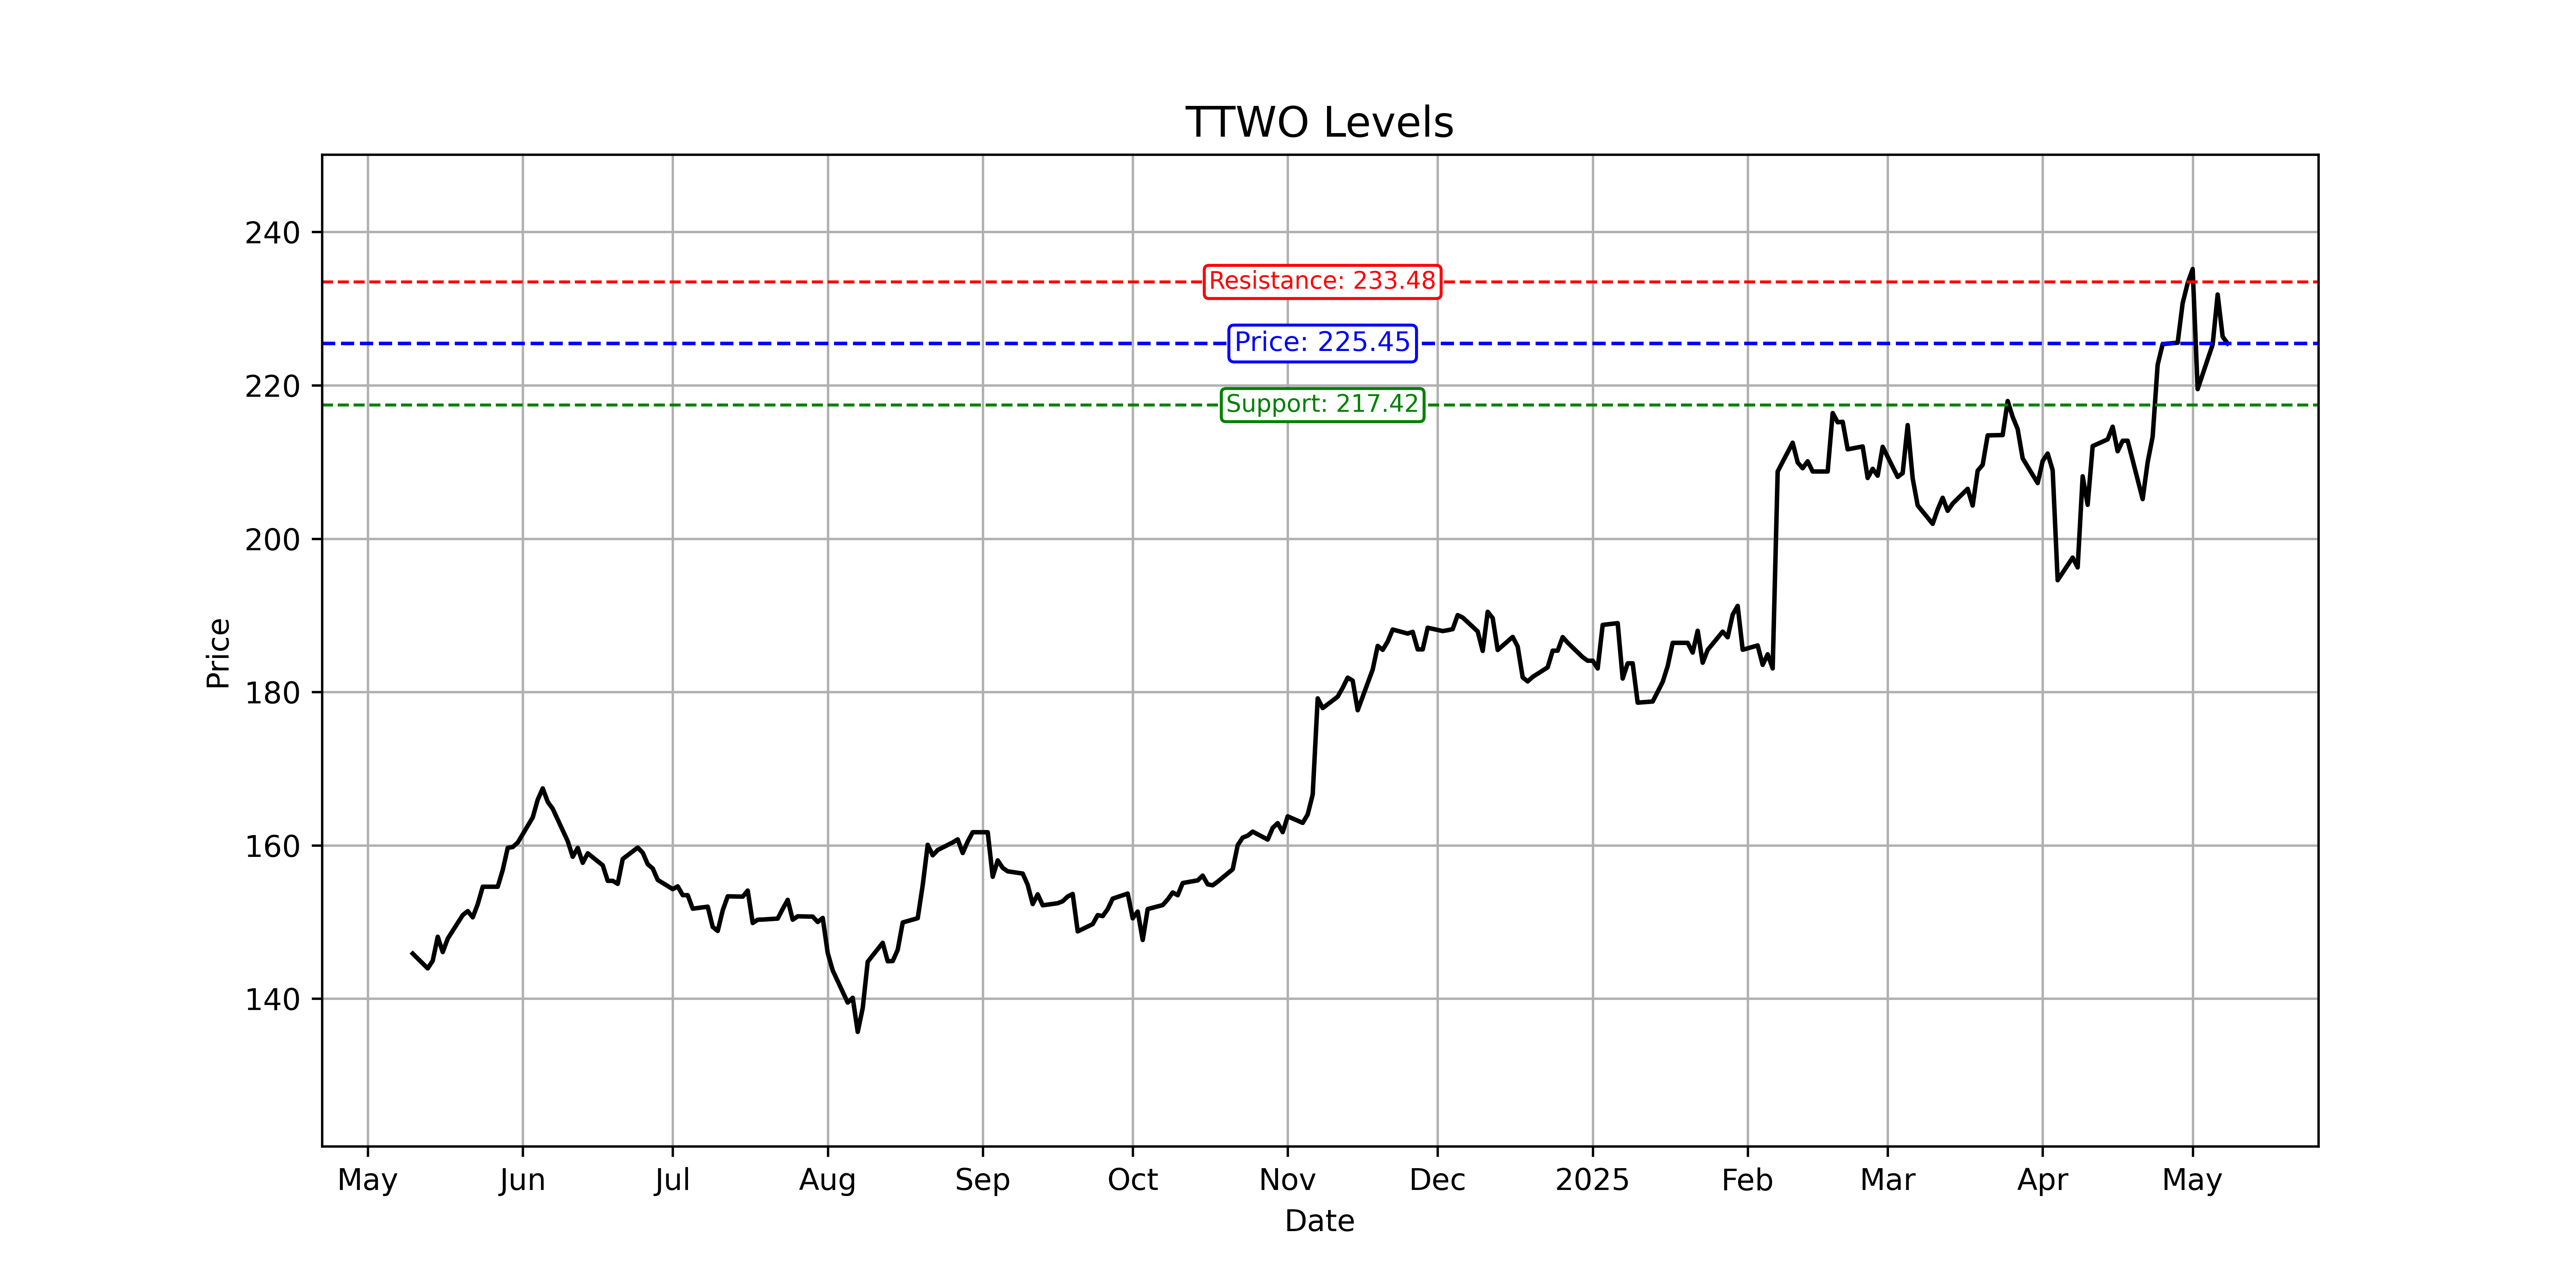 TTWO Levels
240
220
200
180
160
140
Price
Resistance: 233.48
Price: 225.45
Support: 217.42
May Jun Jul Aug Sep Oct Nov Dec 2025 Feb Mar Apr May
Date